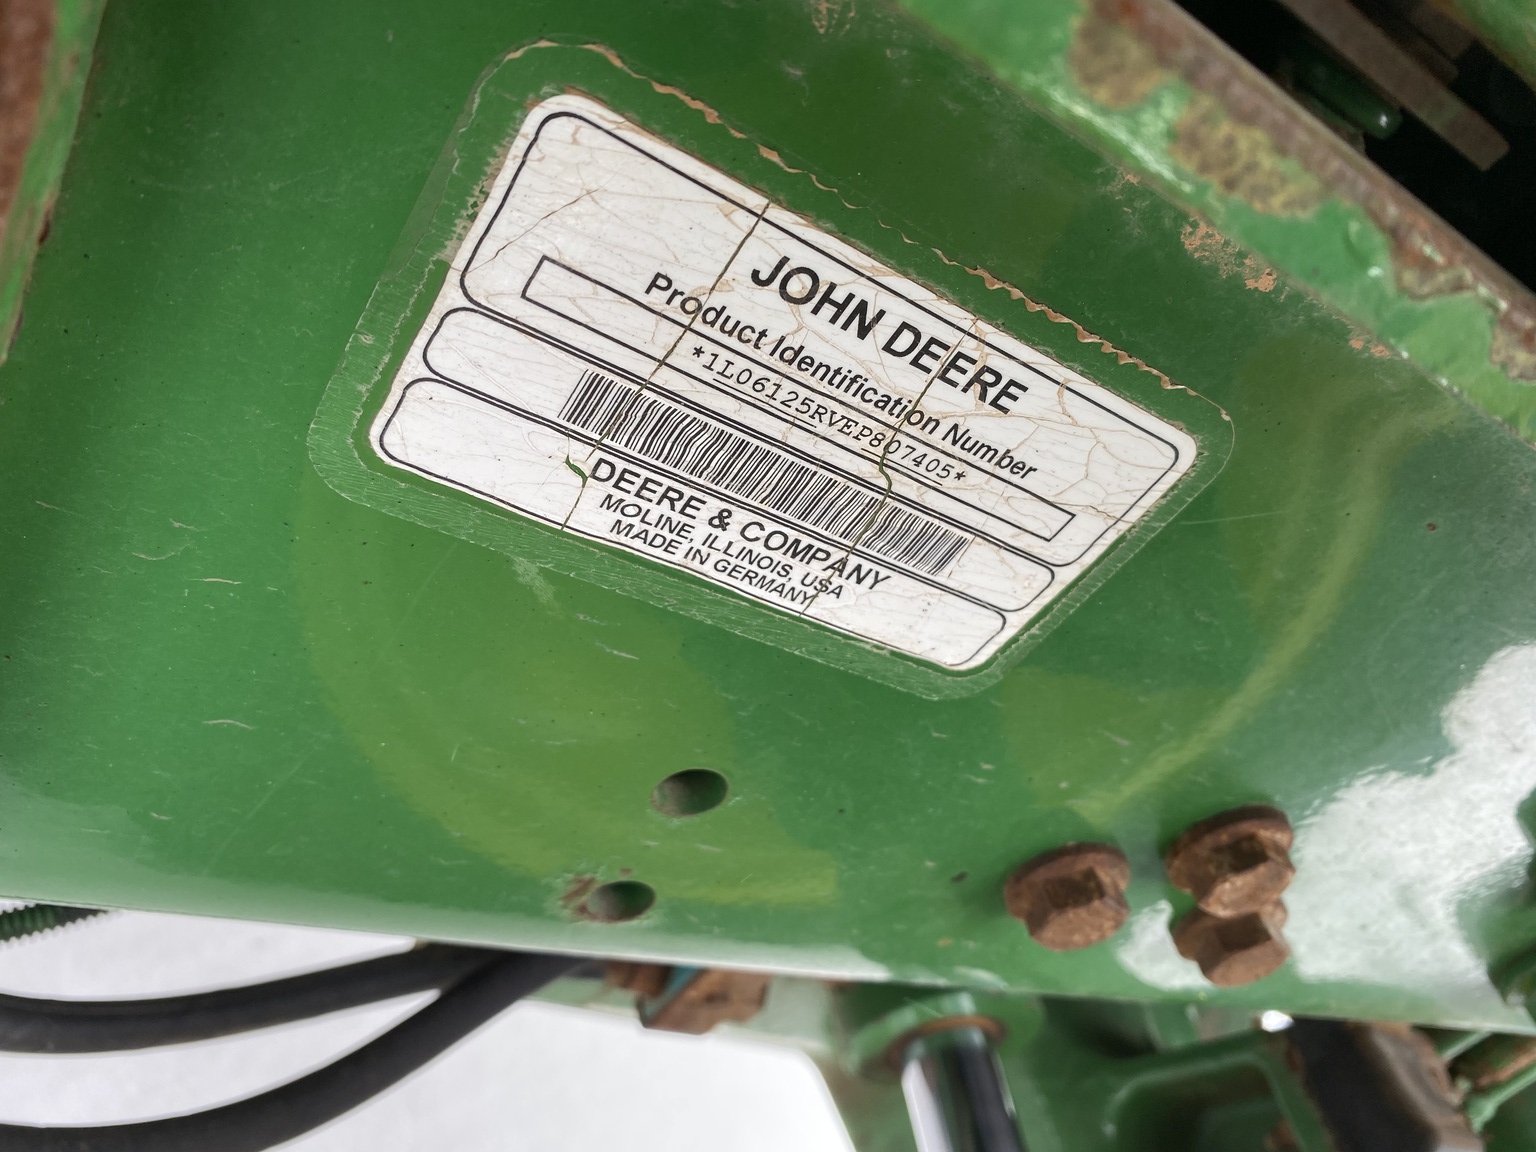 JOHN DEERE
Product Identification Number
*1L06125RVEP807405*
DEERE & COMPANY
MOLINE, ILLINOIS, USA
MADE IN GERMANY